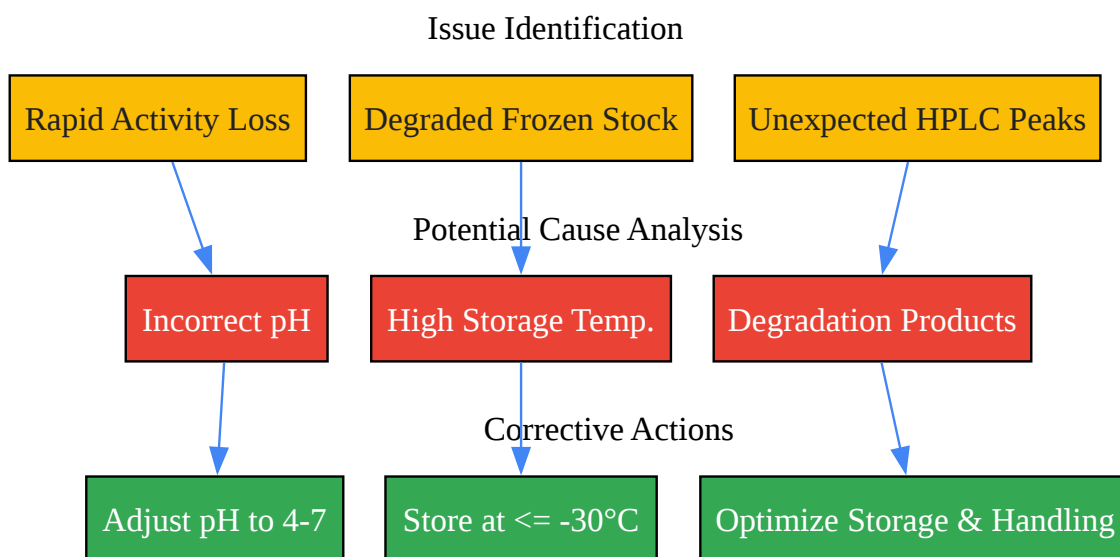 Issue Identification
Rapid Activity Loss
Degraded Frozen Stock
Unexpected HPLC Peaks
Potential Cause Analysis
Incorrect pH
High Storage Temp.
Degradation Products
Corrective Actions
Adjust pH to 4-7
Store at <= -30°C
Optimize Storage & Handling